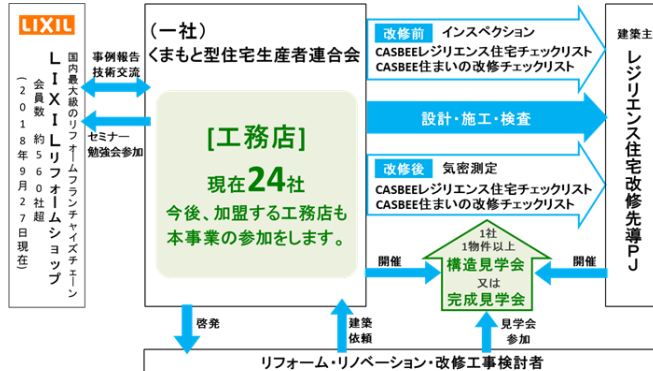 LIXIL
国内最大級のリフォームフランチャイズチェーン
LIXILリフォームショップ
会員数　約560社超
(2018年9月27日現在)
事例報告
技術交流
セミナー
勉強会参加
(一社)
くまもと型住宅生産者連合会
[工務店]
現在24社
今後、加盟する工務店も
本事業の参加をします。
改修前 インスペクション
CASBEEレジリエンス住宅チェックリスト
CASBEE住まいの改修チェックリスト
設計・施工・検査
改修後 気密測定
CASBEEレジリエンス住宅チェックリスト
CASBEE住まいの改修チェックリスト
1社
1物件以上
構造見学会
又は
完成見学会
開催
開催
建築主
レジリエンス住宅改修先導PJ
啓発
建築
依頼
見学会
参加
リフォーム・リノベーション・改修工事検討者